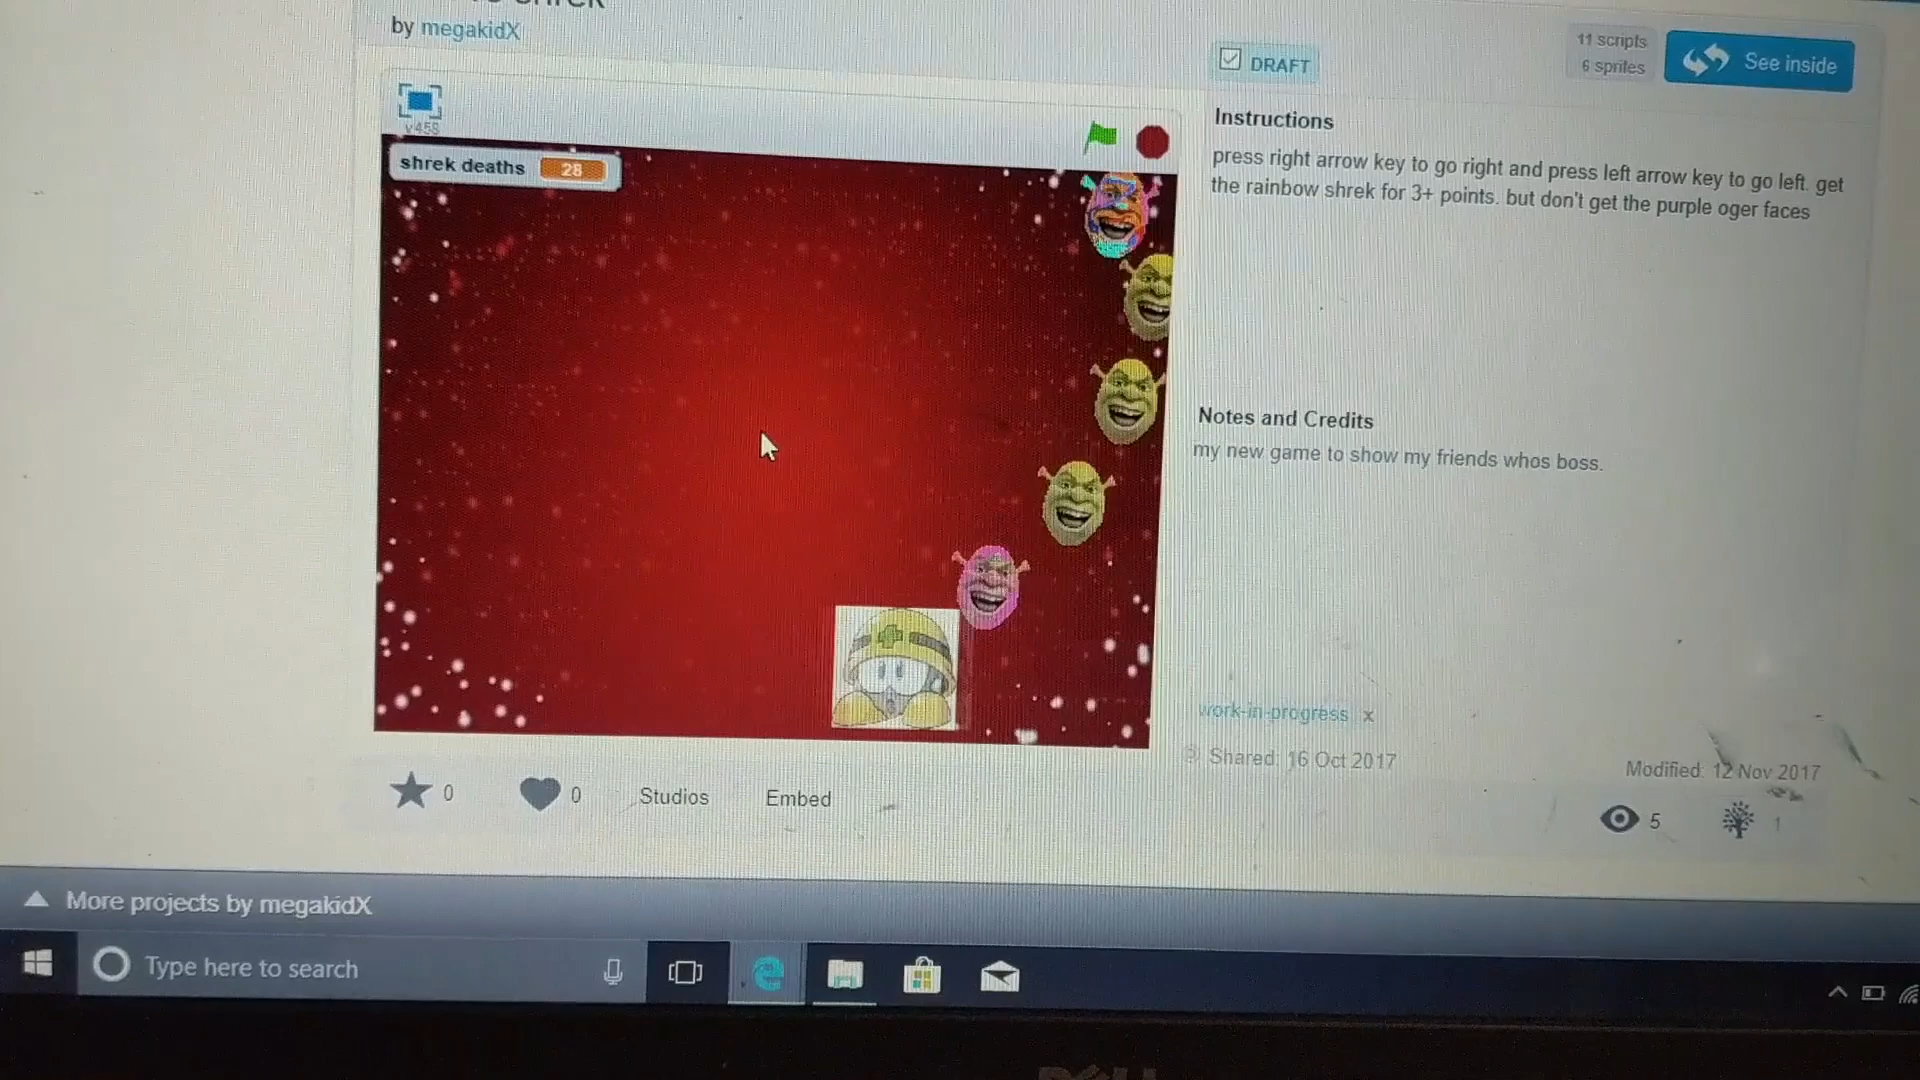 by megakidX
DRAFT
11 scripts
6 sprites
See inside
v458
shrek deaths 28
Instructions
press right arrow key to go right and press left arrow key to go left. get
the rainbow shrek for 3+ points. but don't get the purple oger faces
Notes and Credits
my new game to show my friends whos boss.
work-in-progress x
Shared: 16 Oct 2017
Modified: 12 Nov 2017
0
0
Studios
Embed
5
1
More projects by megakidX
Type here to search